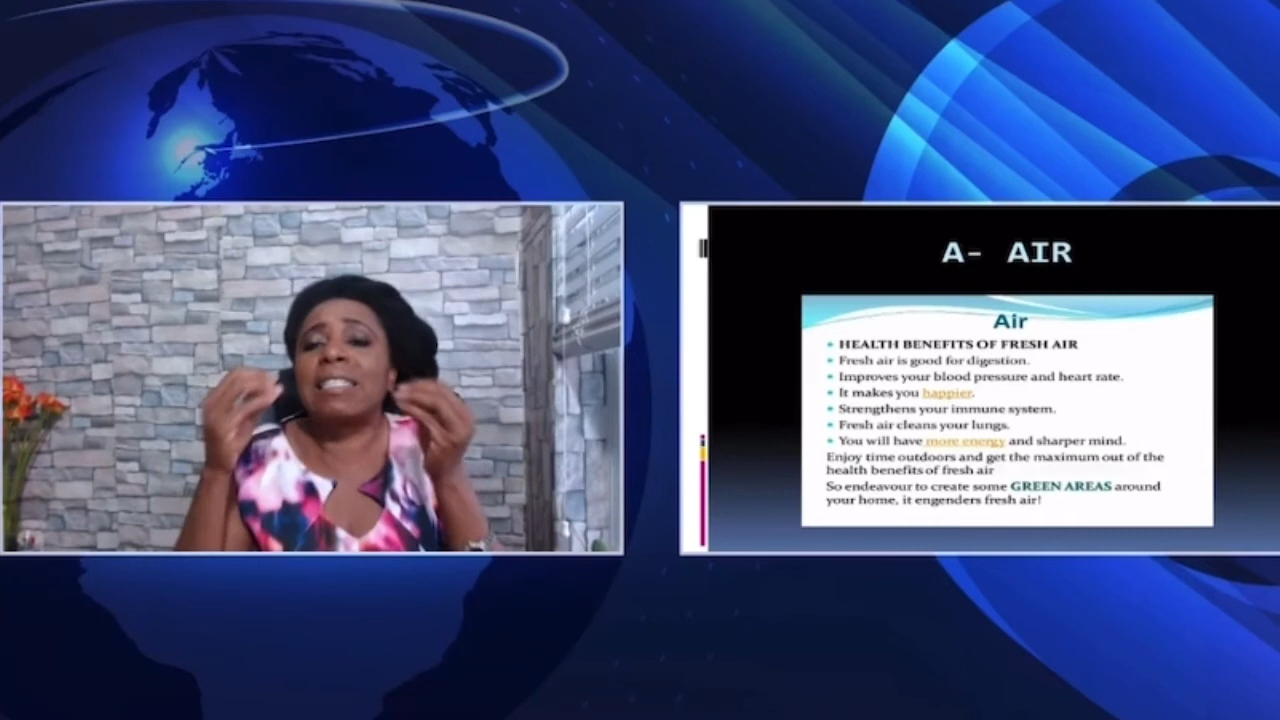 A- AIR
Air
HEALTH BENEFITS OF FRESH AIR
Fresh air is good for digestion.
Improves your blood pressure and heart rate.
It makes you happier.
Strengthens your immune system.
Fresh air cleans your lungs.
You will have more energy and sharper mind.
Enjoy time outdoors and get the maximum out of the
health benefits of fresh air
So endeavour to create some GREEN AREAS around
your home, it engenders fresh air!